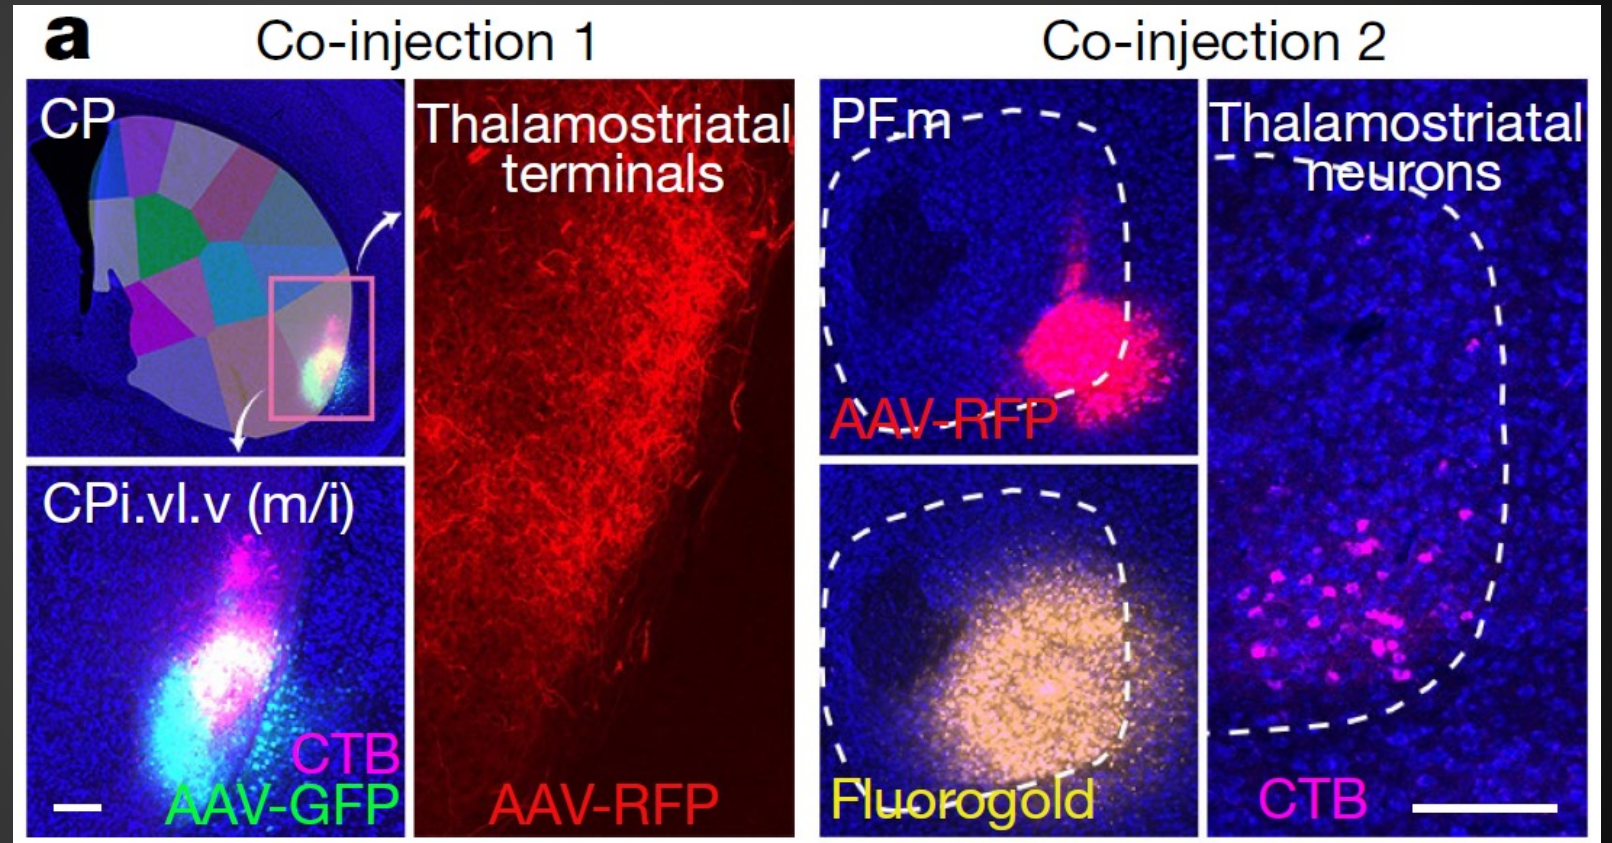 a
Co-injection 1
Co-injection 2
CP
Thalamostriatal
terminals
PF.m
Thalamostriatal
neurons
AAV-RFP
CPi.vl.v (m/i)
CTB
AAV-GFP
AAV-RFP
Fluorogold
CTB